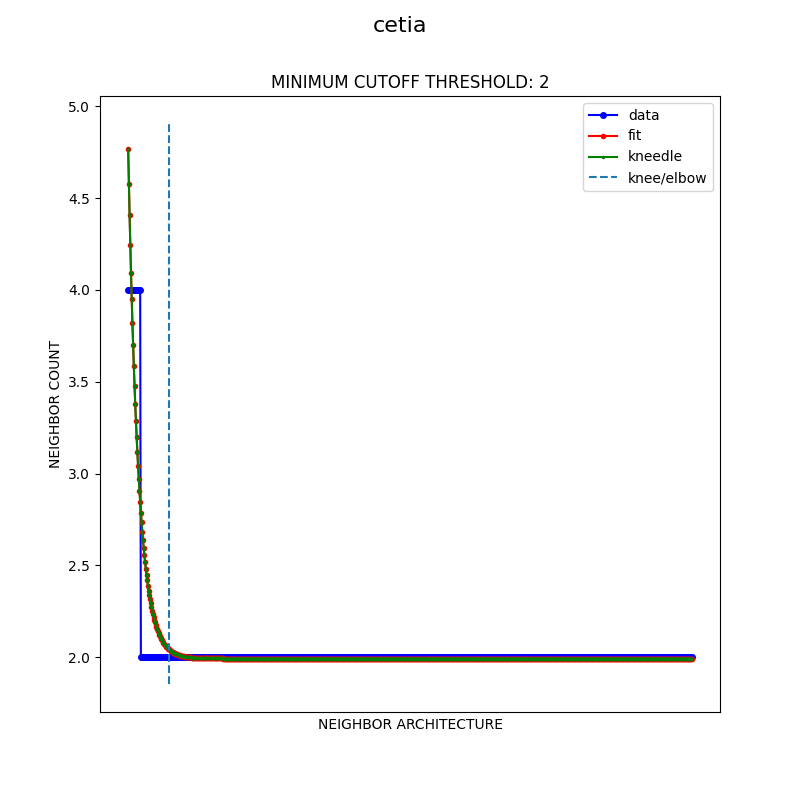 cetia
MINIMUM CUTOFF THRESHOLD: 2
data
fit
kneedle
knee/elbow
5.0
4.5
4.0
3.5
3.0
2.5
2.0
NEIGHBOR COUNT
NEIGHBOR ARCHITECTURE